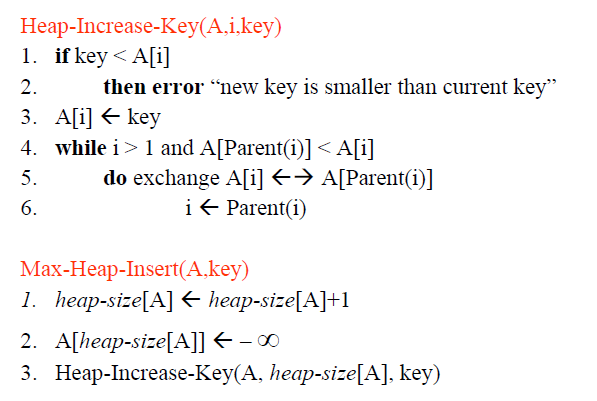 Heap-Increase-Key(A,i,key)
1. if key < A[i]
2. then error “new key is smaller than current key”
3. A[i] ← key
4. while i > 1 and A[Parent(i)] < A[i]
5. do exchange A[i] ←→ A[Parent(i)]
6. i ← Parent(i)
Max-Heap-Insert(A,key)
1. heap-size[A] ← heap-size[A]+1
2. A[heap-size[A]] ← – ∞
3. Heap-Increase-Key(A, heap-size[A], key)